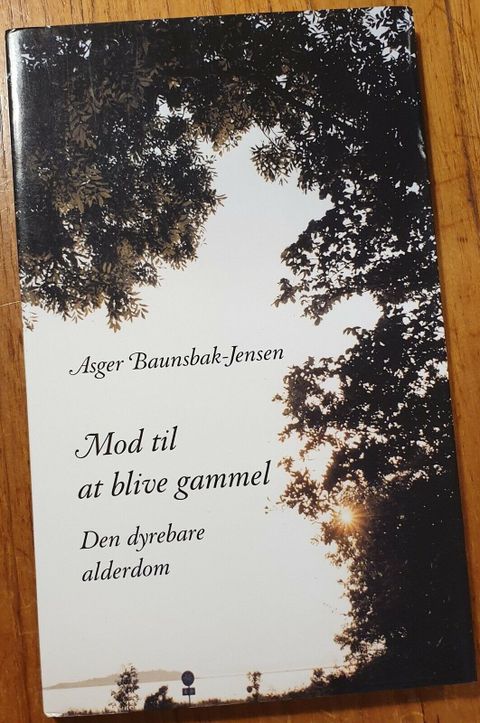 Asger Baunsbak-Jensen
Mod til
at blive gammel
Den dyrebare
alderdom